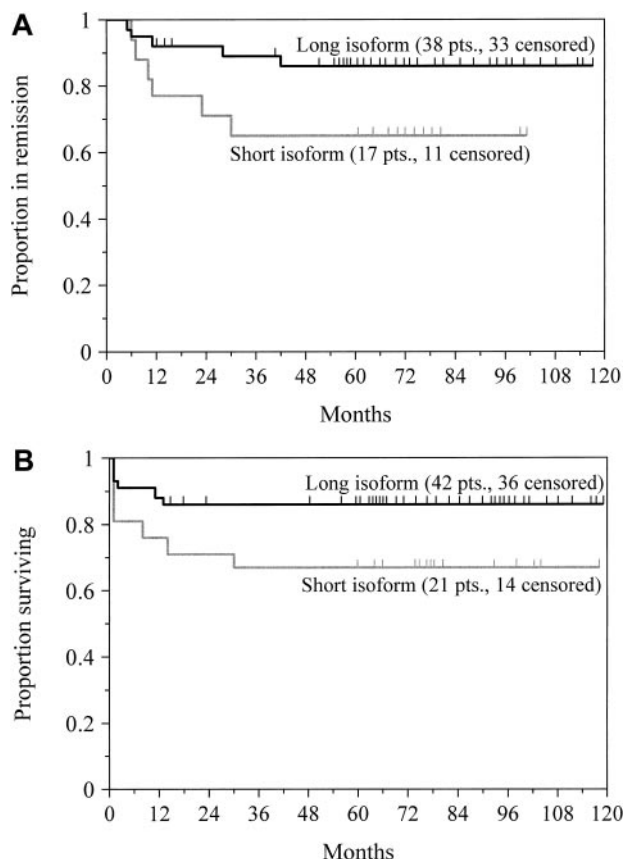 A
Proportion in remission
1
0.8
0.6
0.4
0.2
0
Long isoform (38 pts., 33 censored)
Short isoform (17 pts., 11 censored)
0 12 24 36 48 60 72 84 96 108 120
Months
B
Proportion surviving
1
0.8
0.6
0.4
0.2
0
Long isoform (42 pts., 36 censored)
Short isoform (21 pts., 14 censored)
0 12 24 36 48 60 72 84 96 108 120
Months